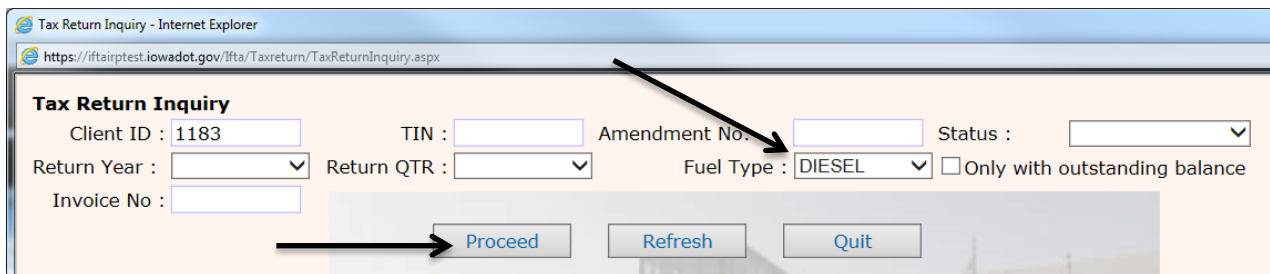 Tax Return Inquiry - Internet Explorer
https://iftairptest.iowadot.gov/Ifta/Taxreturn/TaxReturnInquiry.aspx
Tax Return Inquiry
Client ID : 1183 TIN : Amendment No. Status :
Return Year : Return QTR : Fuel Type : DIESEL Only with outstanding balance
Invoice No :
Proceed Refresh Quit